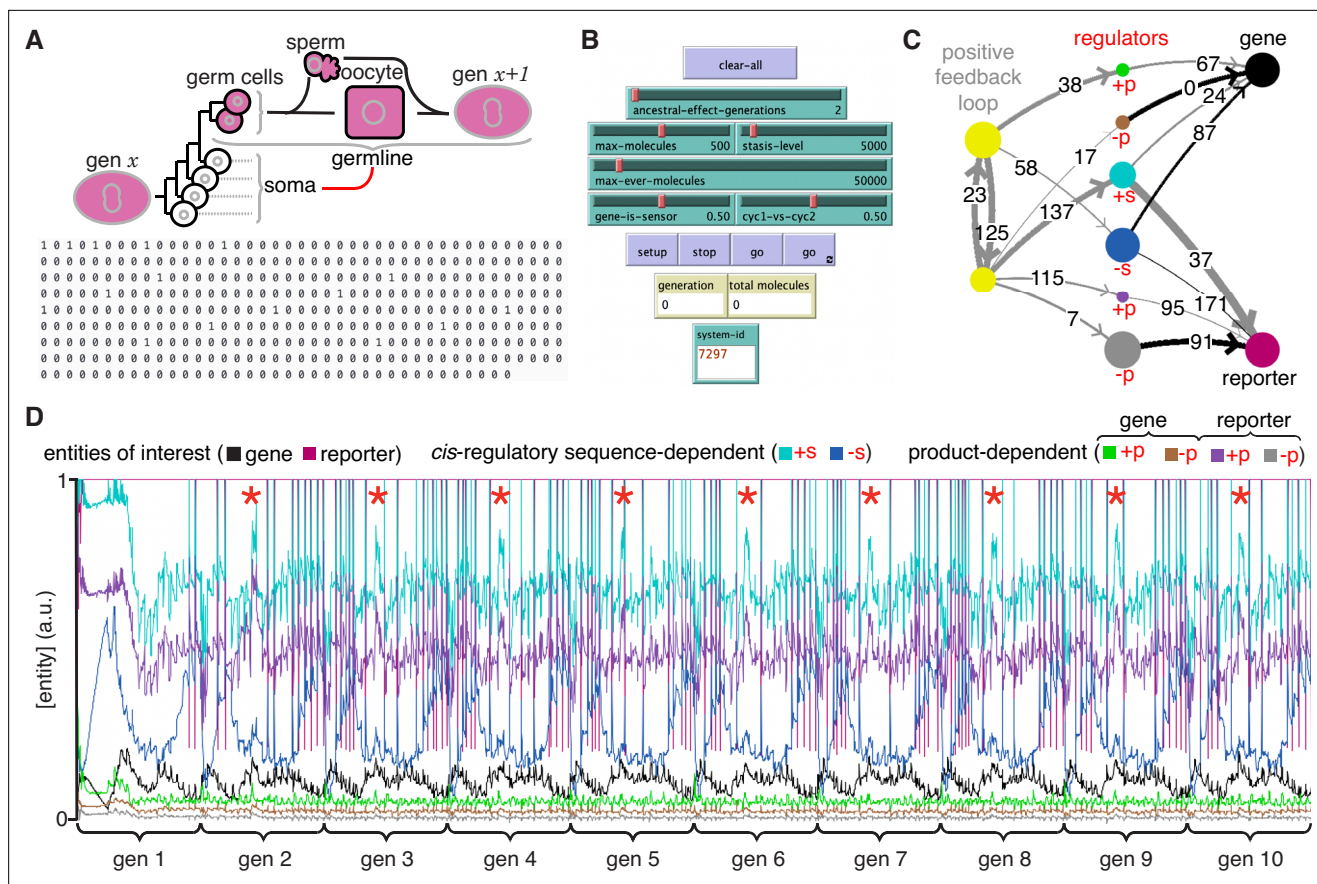 A
sperm
oocyte
gen x+1
germ cells
germline
gen x
soma
1 0 1 0 1 0 0 0 1 0 0 0 0 0 1 0 0 0 0 0 0 0 0 0 0 0 0 0 0 0 0 0 0 0 0 0 0 0 0 0 0
0 0 0 0 0 0 0 0 0 0 0 0 0 0 0 0 0 0 0 0 0 0 0 0 0 0 0 0 0 0 0 0 0 0 0 0 0 0 0 0 0
0 0 0 0 0 0 0 0 0 1 0 0 0 0 0 0 0 0 0 0 0 0 0 0 0 0 0 1 0 0 0 0 0 0 0 0 0 0 0 0 0
0 0 0 0 0 1 0 0 0 0 0 0 0 0 0 0 0 0 0 0 0 0 0 1 0 0 0 0 0 0 0 0 0 0 0 0 0 0 0 0 0
1 0 0 0 0 0 0 0 0 0 0 0 0 0 0 0 0 0 1 0 0 0 0 0 0 0 0 0 0 0 0 0 0 0 0 0 1 0 0 0 0
0 0 0 0 0 0 0 0 0 0 0 0 0 1 0 0 0 0 0 0 0 0 0 0 0 0 0 0 0 0 0 1 0 0 0 0 0 0 0 0 0
0 0 0 0 0 0 0 0 1 0 0 0 0 0 0 0 0 0 0 0 0 0 0 0 0 0 1 0 0 0 0 0 0 0 0 0 0 0 0 0 0
0 0 0 0 0 0 0 0 0 0 0 0 0 0 0 0 0 0 0 0 0 0 0 0 0 0 0 0 0 0 0 0 0 0 0 0 0 0 0 0 0
0 0 0 0 0 0 0 0 0 0 0 0 0 0 0 0 0 0 0 0 0 0 0 0 0 0 0 0 0 0 0 0 0 0 0 0 0
B
clear-all
ancestral-effect-generations 2
max-molecules 500 stasis-level 5000
max-ever-molecules 50000
gene-is-sensor 0.50 cyc1-vs-cyc2 0.50
setup stop go go
generation total molecules
0 0
system-id
7297
C
positive
feedback
loop
regulators
gene
38
+p
67
0
24
-p
17
87
58
+s
23
137
125
-s
37
115
+p
95
171
7
91
-p
reporter
D
gene reporter
entities of interest ( gene reporter) cis-regulatory sequence-dependent ( +s -s) product-dependent ( +p -p +p -p)
1
* * * * * * * * *
[entity] (a.u.)
0
gen 1 gen 2 gen 3 gen 4 gen 5 gen 6 gen 7 gen 8 gen 9 gen 10